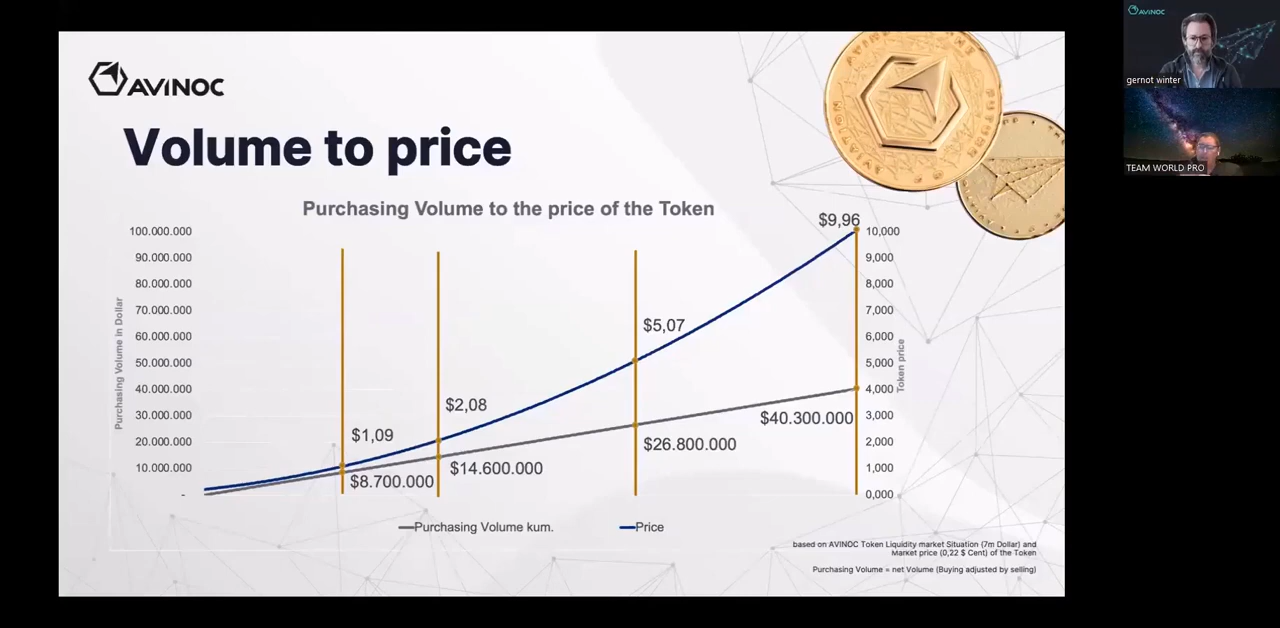 AVINOC
Volume to price
Purchasing Volume to the price of the Token
Purchasing Volume in Dollar
100.000.000
90.000.000
80.000.000
70.000.000
60.000.000
50.000.000
40.000.000
30.000.000
20.000.000
10.000.000
-
$1,09
$8.700.000
$2,08
$14.600.000
$5,07
$26.800.000
$9,96
$40.300.000
10,000
9,000
8,000
7,000
6,000
5,000
4,000
3,000
2,000
1,000
0,000
Token price
Purchasing Volume kum.
Price
based on AVINOC Token Liquidity market Situation (7m Dollar) and
Market price (0,22 $ Cent) of the Token
Purchasing Volume = net Volume (Buying adjusted by selling)
AVINOC
gernot winter
TEAM WORLD PRO